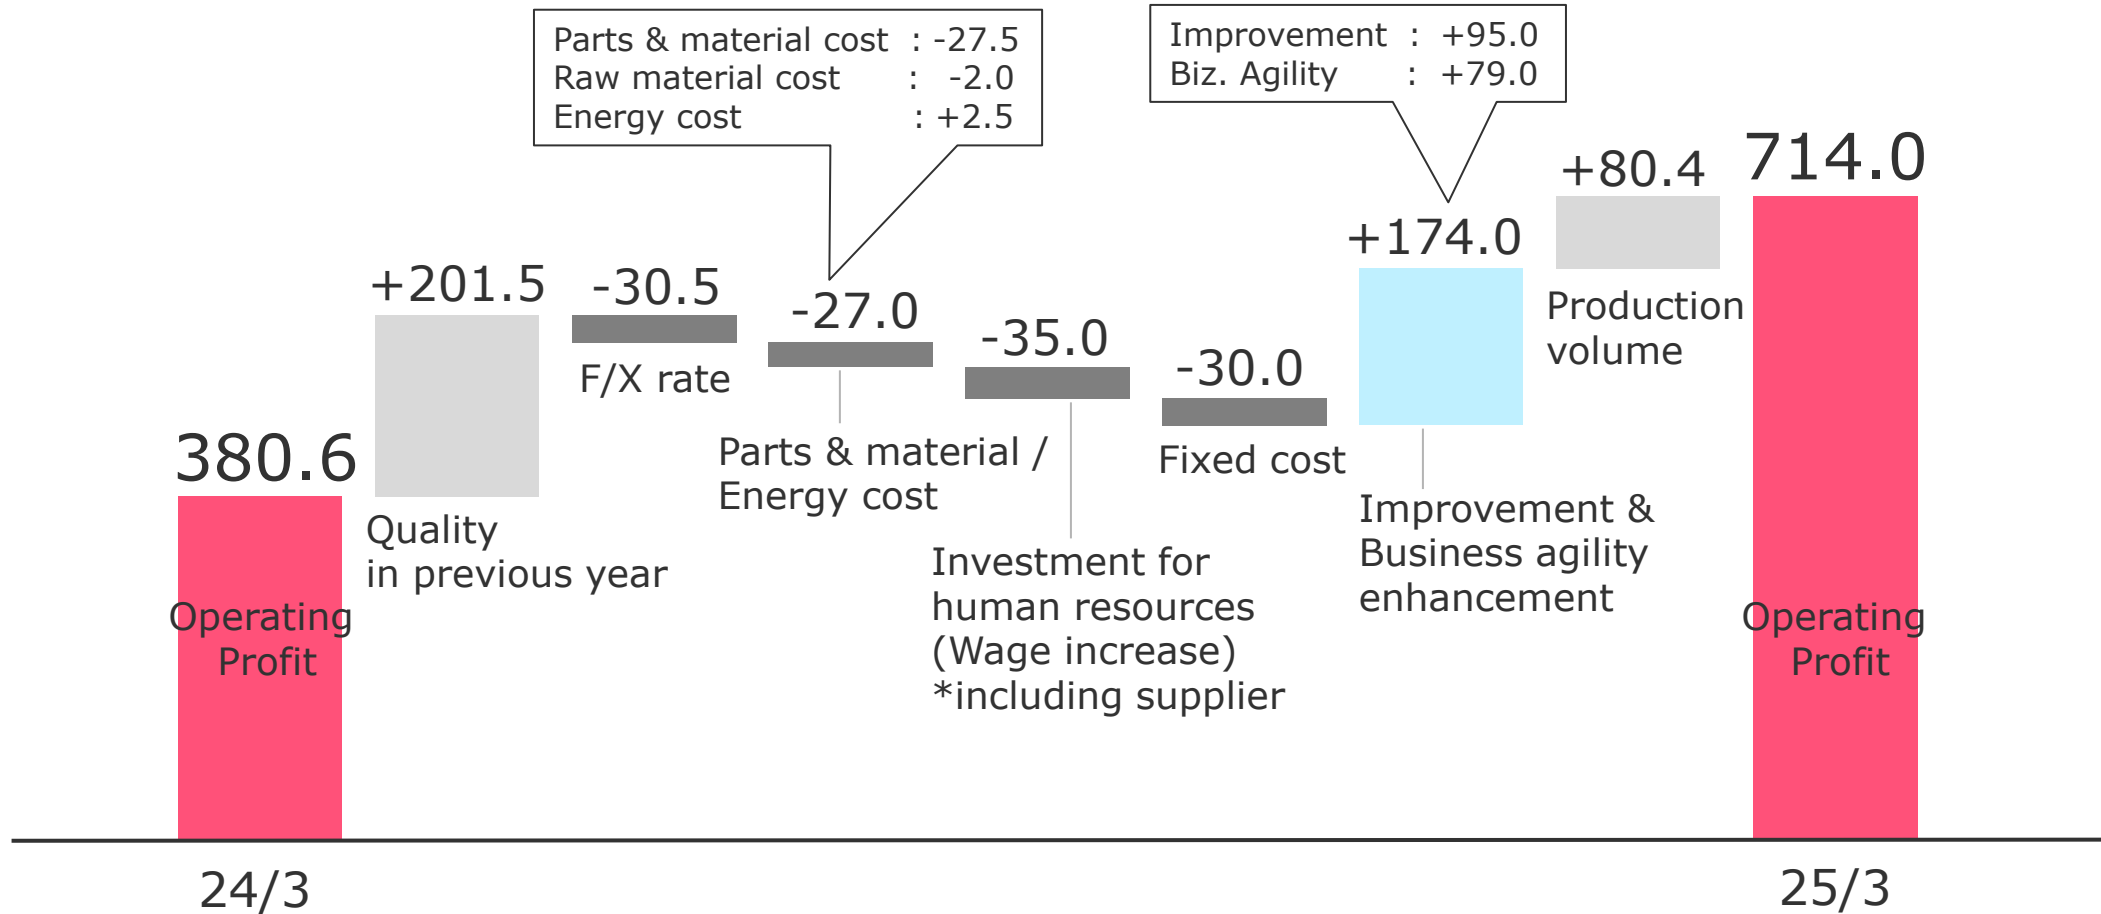 Parts & material cost : -27.5
Raw material cost : -2.0
Energy cost : +2.5
Improvement : +95.0
Biz. Agility : +79.0
380.6
Operating
Profit
24/3
+201.5
Quality
in previous year
-30.5
F/X rate
-27.0
Parts & material /
Energy cost
-35.0
Investment for
human resources
(Wage increase)
*including supplier
-30.0
Fixed cost
+174.0
Improvement &
Business agility
enhancement
+80.4
Production
volume
714.0
Operating
Profit
25/3